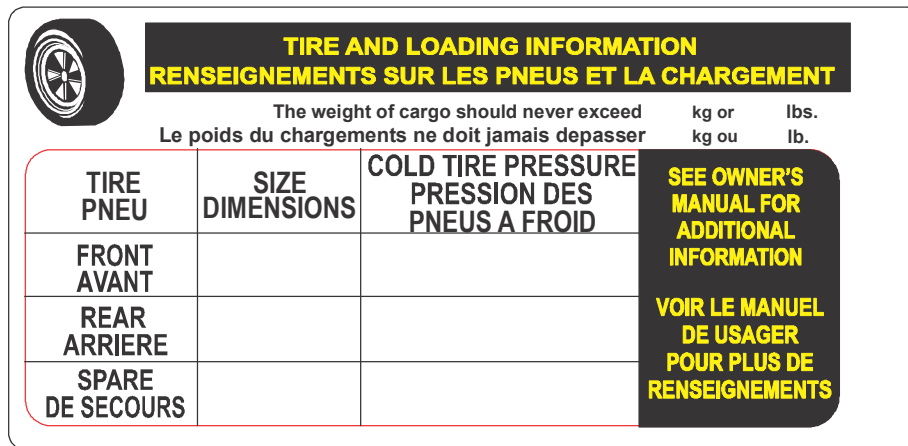 TIRE AND LOADING INFORMATION
RENSEIGNEMENTS SUR LES PNEUS ET LA CHARGEMENT
The weight of cargo should never exceed kg or lbs.
Le poids du chargements ne doit jamais depasser kg ou lb.
TIRE
PNEU
SIZE
DIMENSIONS
COLD TIRE PRESSURE
PRESSION DES
PNEUS A FROID
FRONT
AVANT
REAR
ARRIERE
SPARE
DE SECOURS
SEE OWNER'S
MANUAL FOR
ADDITIONAL
INFORMATION
VOIR LE MANUEL
DE USAGER
POUR PLUS DE
RENSEIGNEMENTS